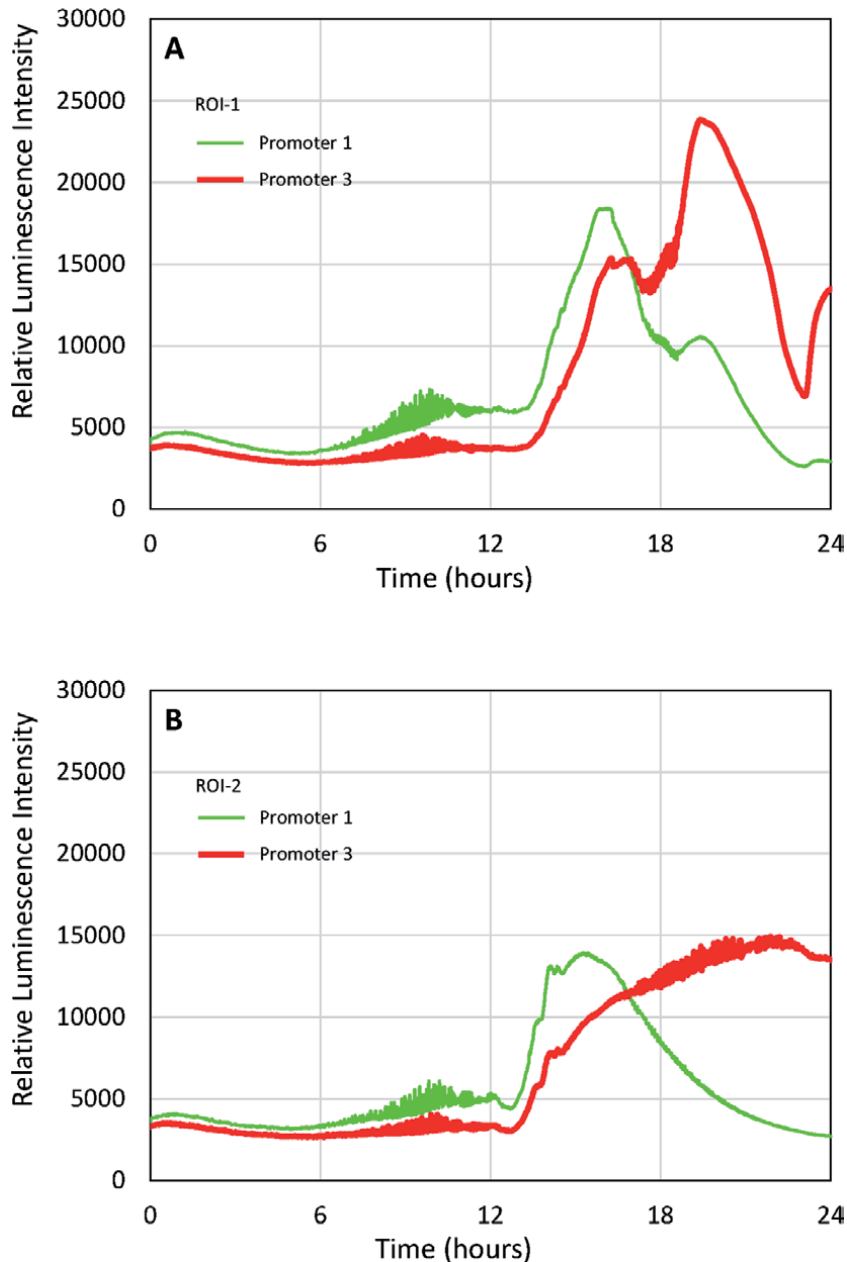 30000
A
25000
ROI-1
Promoter 1
20000
Promoter 3
15000
10000
5000
0
Relative Luminescence Intensity
0 6 12 18 24
Time (hours)
30000
B
25000
ROI-2
Promoter 1
20000
Promoter 3
15000
10000
5000
0
Relative Luminescence Intensity
0 6 12 18 24
Time (hours)